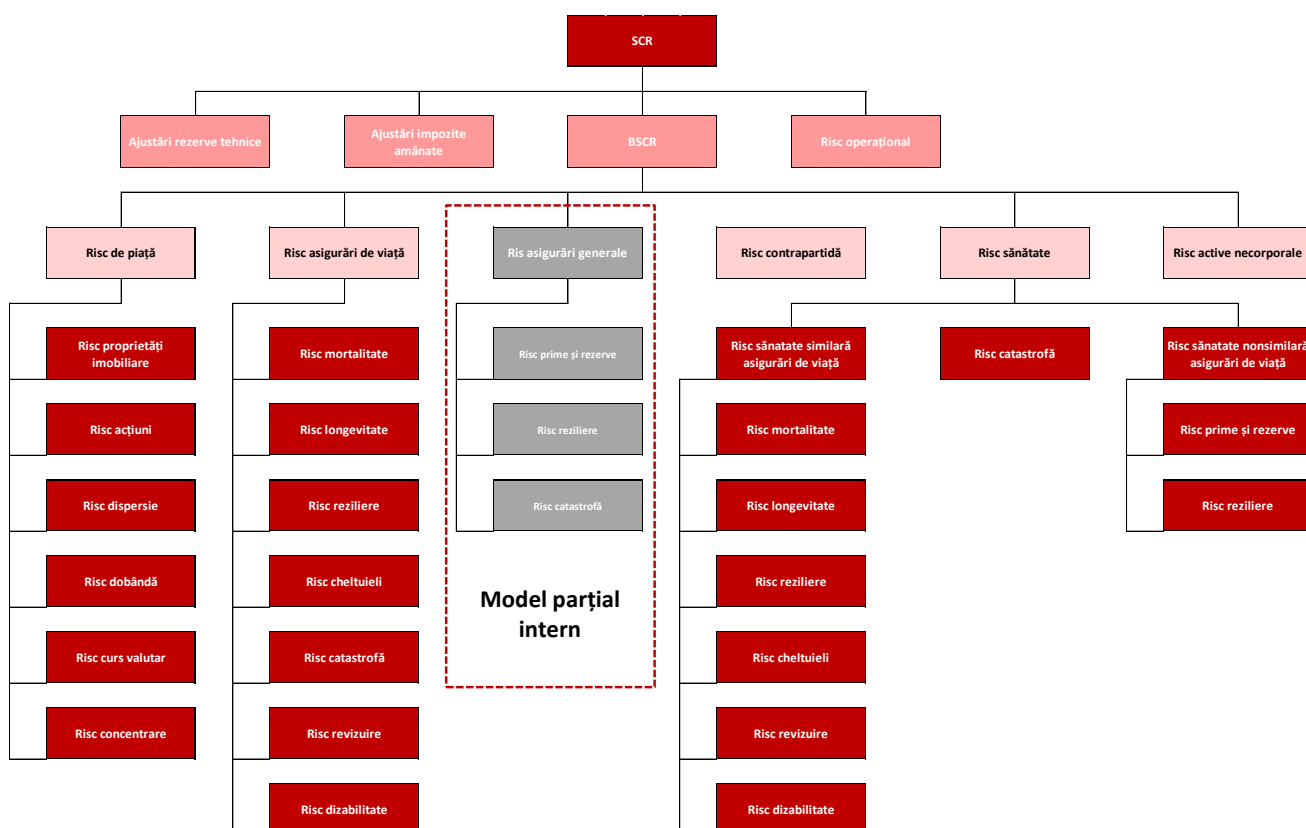 SCR
Ajustări rezerve tehnice
Ajustări impozite
amânate
BSCR
Risc operațional
Risc de piață
Risc asigurări de viață
Ris asigurări generale
Risc contrapartidă
Risc sănătate
Risc active necorporale
Risc proprietăți
imobiliare
Risc mortalitate
Risc prime și rezerve
Risc sănatate similară
asigurări de viață
Risc catastrofă
Risc sănatate nonsimilară
asigurări de viață
Risc acțiuni
Risc longevitate
Risc reziliere
Risc mortalitate
Risc prime și rezerve
Risc dispersie
Risc reziliere
Risc catastrofă
Risc longevitate
Risc reziliere
Risc dobândă
Risc cheltuieli
Model parțial
intern
Risc reziliere
Risc curs valutar
Risc catastrofă
Risc cheltuieli
Risc concentrare
Risc revizuire
Risc revizuire
Risc dizabilitate
Risc dizabilitate